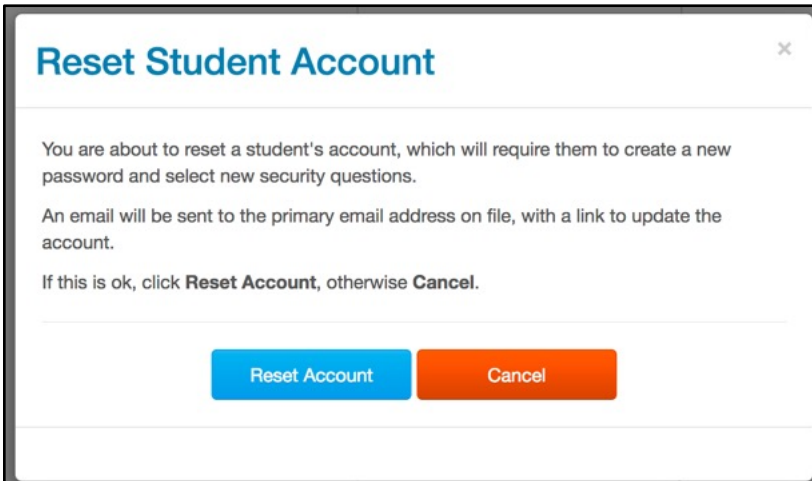 Reset Student Account
×
You are about to reset a student's account, which will require them to create a new
password and select new security questions.
An email will be sent to the primary email address on file, with a link to update the
account.
If this is ok, click Reset Account, otherwise Cancel.
Reset Account Cancel